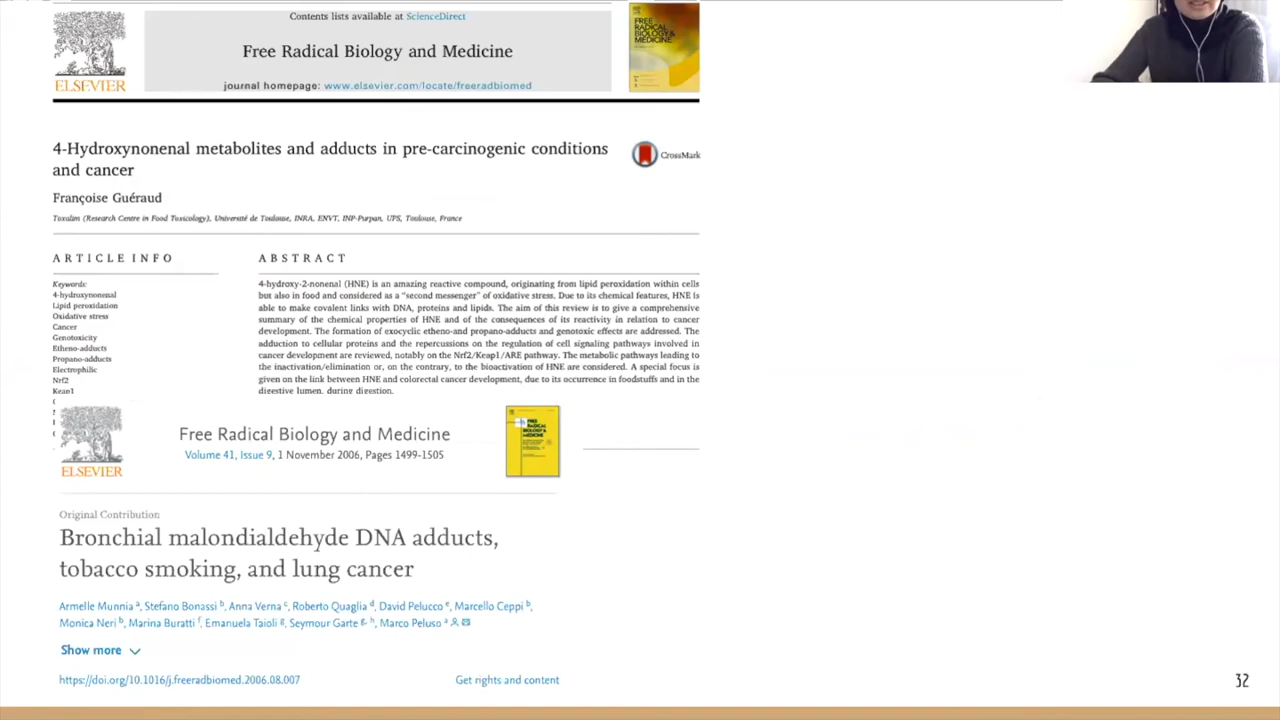 Contents lists available at ScienceDirect
Free Radical Biology and Medicine
journal homepage: www.elsevier.com/locate/freeradbiomed
ELSEVIER
FREE RADICAL BIOLOGY & MEDICINE
4-Hydroxynonenal metabolites and adducts in pre-carcinogenic conditions
and cancer
CrossMark
Françoise Guéraud
Toxalim (Research Centre in Food Toxicology), Université de Toulouse, INRA, ENVT, INP-Purpan, UPS, Toulouse, France
ARTICLE INFO
Keywords:
4-hydroxynonenal
Lipid peroxidation
Oxidative stress
Cancer
Genotoxicity
Etheno-adducts
Propano-adducts
Electrophilic
Nrf2
Keap1
ABSTRACT
4-hydroxy-2-nonenal (HNE) is an amazing reactive compound, originating from lipid peroxidation within cells
but also in food and considered as a "second messenger" of oxidative stress. Due to its chemical features, HNE is
able to make covalent links with DNA, proteins and lipids. The aim of this review is to give a comprehensive
summary of the chemical properties of HNE and of the consequences of its reactivity in relation to cancer
development. The formation of exocyclic etheno-and propano-adducts and genotoxic effects are addressed. The
adduction to cellular proteins and the repercussions on the regulation of cell signaling pathways involved in
cancer development are reviewed, notably on the Nrf2/Keap1/ARE pathway. The metabolic pathways leading to
the inactivation/elimination or, on the contrary, to the bioactivation of HNE are considered. A special focus is
given on the link between HNE and colorectal cancer development, due to its occurrence in foodstuffs and in the
digestive lumen, during digestion.
ELSEVIER
Free Radical Biology and Medicine
Volume 41, Issue 9, 1 November 2006, Pages 1499-1505
FREE RADICAL BIOLOGY & MEDICINE
Original Contribution
Bronchial malondialdehyde DNA adducts,
tobacco smoking, and lung cancer
Armelle Munnia a, Stefano Bonassi b, Anna Verna c, Roberto Quaglia d, David Pelucco e, Marcello Ceppi b,
Monica Neri b, Marina Buratti f, Emanuela Taioli g, Seymour Garte g, h, Marco Peluso a
Show more
https://doi.org/10.1016/j.freeradbiomed.2006.08.007
Get rights and content
32